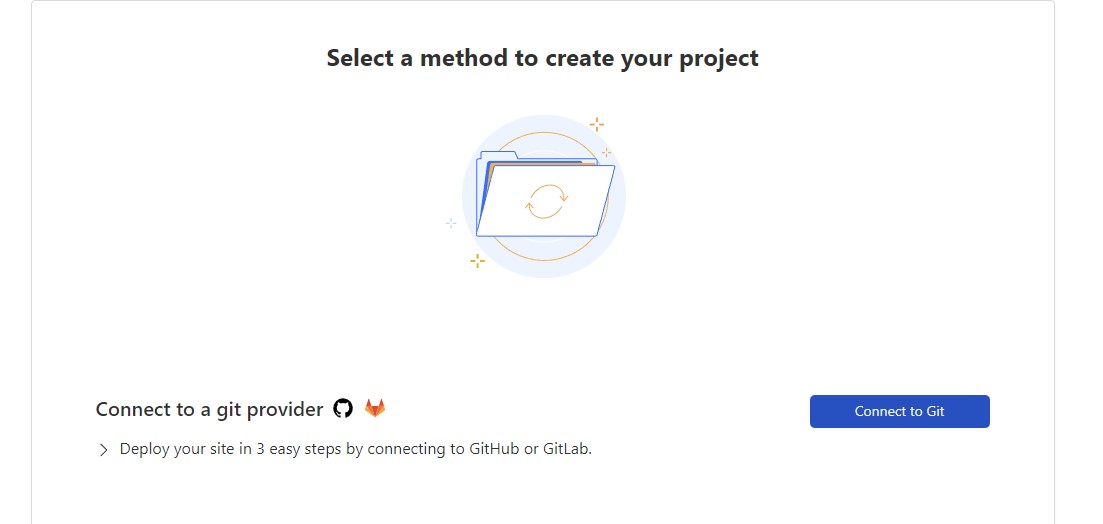 Select a method to create your project
Connect to a git provider
Connect to Git
Deploy your site in 3 easy steps by connecting to GitHub or GitLab.